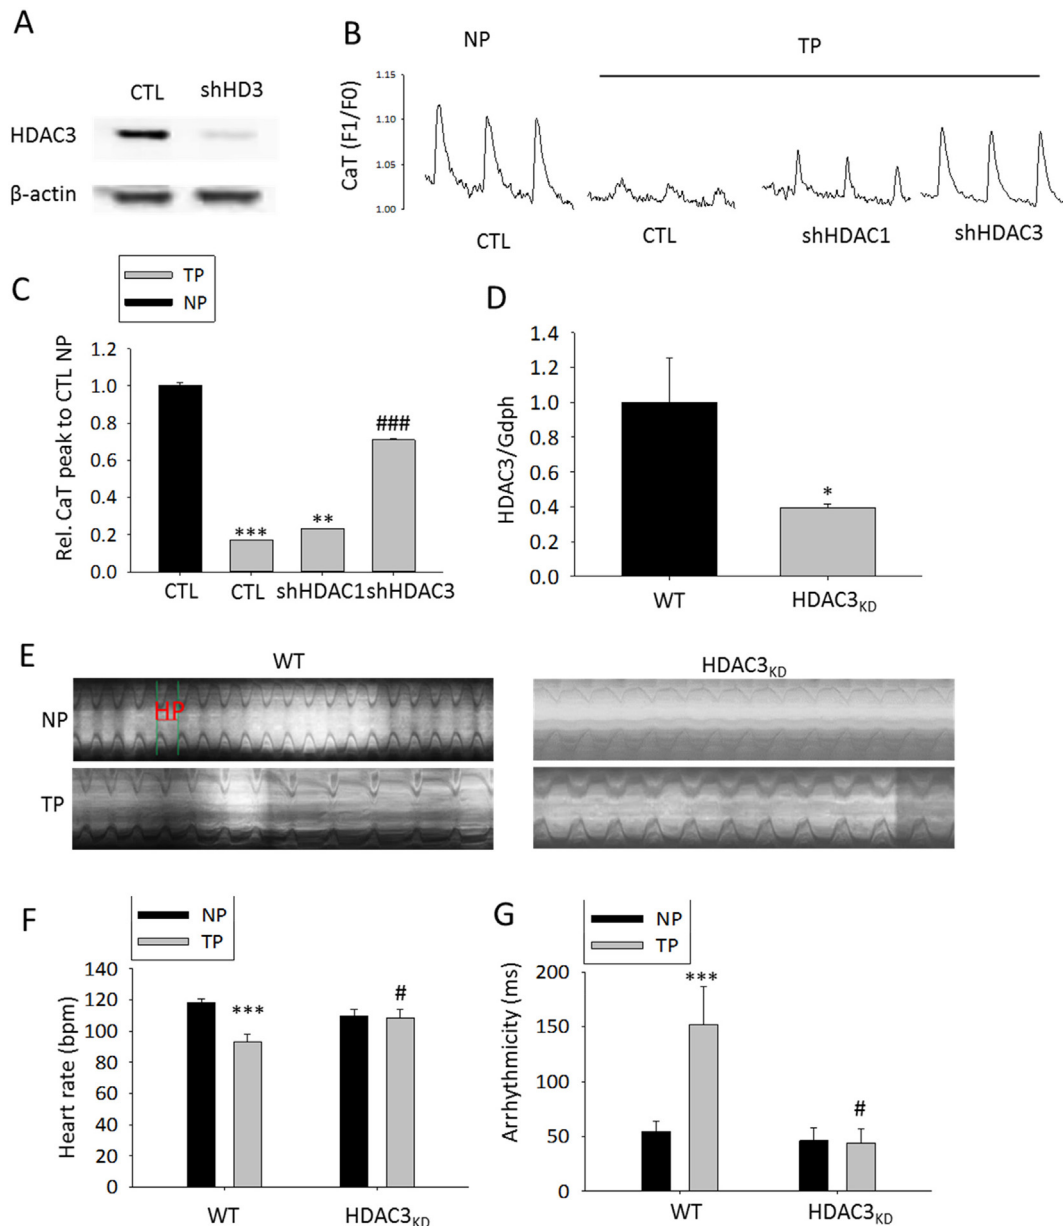 A
CTL shHD3
HDAC3
β-actin
B
NP TP
CaT (F1/F0)
1.15
1.10
1.05
1.00
CTL CTL shHDAC1 shHDAC3
C
TP
NP
Rel. CaT peak to CTL NP
1.2
1.0
0.8
0.6
0.4
0.2
0.0
*** ** ###
CTL CTL shHDAC1 shHDAC3
D
HDAC3/Gdph
1.4
1.2
1.0
0.8
0.6
0.4
0.2
0.0
*
WT HDAC3KD
E
WT HDAC3KD
NP
HP
TP
F
NP
TP
Heart rate (bpm)
140
120
100
80
60
40
20
0
*** #
WT HDAC3KD
G
NP
TP
Arrhythmicity (ms)
200
150
100
50
0
*** #
WT HDAC3KD